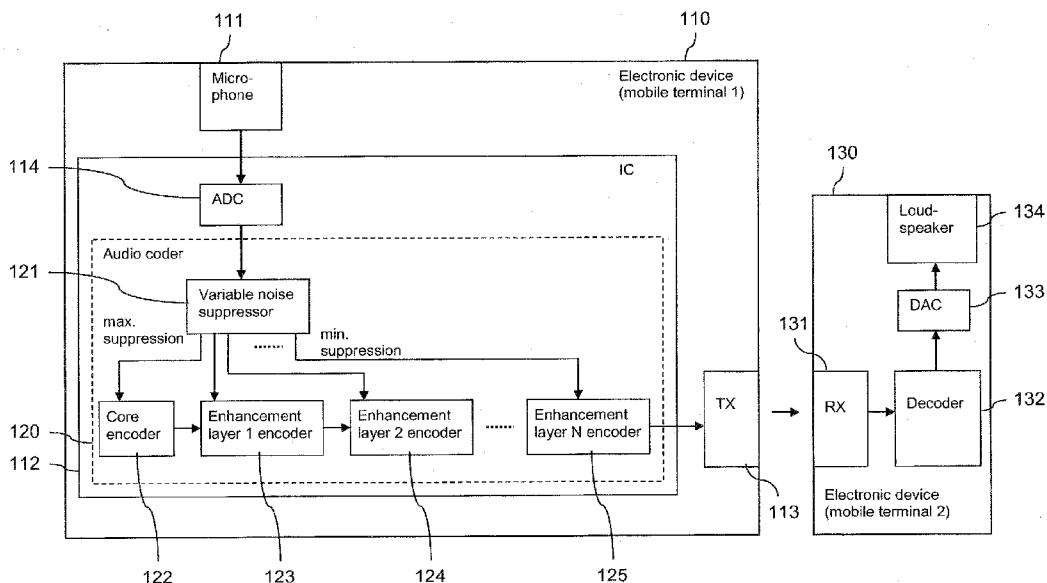 111
110
Micro-
phone
Electronic device
(mobile terminal 1)
114
IC
130
ADC
Loud-
speaker
134
Audio coder
121
Variable noise
suppressor
DAC
133
max.
suppression
min.
suppression
131
Core
encoder
Enhancement
layer 1 encoder
Enhancement
layer 2 encoder
Enhancement
layer N encoder
TX
RX
Decoder
132
120
112
113
Electronic device
(mobile terminal 2)
122
123
124
125